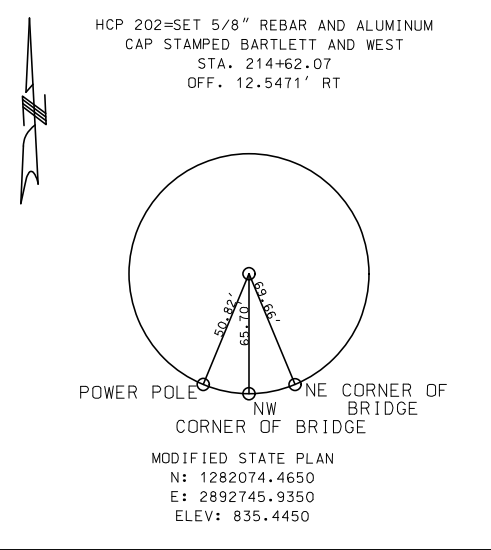 HCP 202=SET 5/8" REBAR AND ALUMINUM
CAP STAMPED BARTLETT AND WEST
STA. 214+62.07
OFF. 12.5471' RT
N
50.82'
65.70'
69.66'
POWER POLE
NW
CORNER OF BRIDGE
NE CORNER OF
BRIDGE
MODIFIED STATE PLAN
N: 1282074.4650
E: 2892745.9350
ELEV: 835.4450